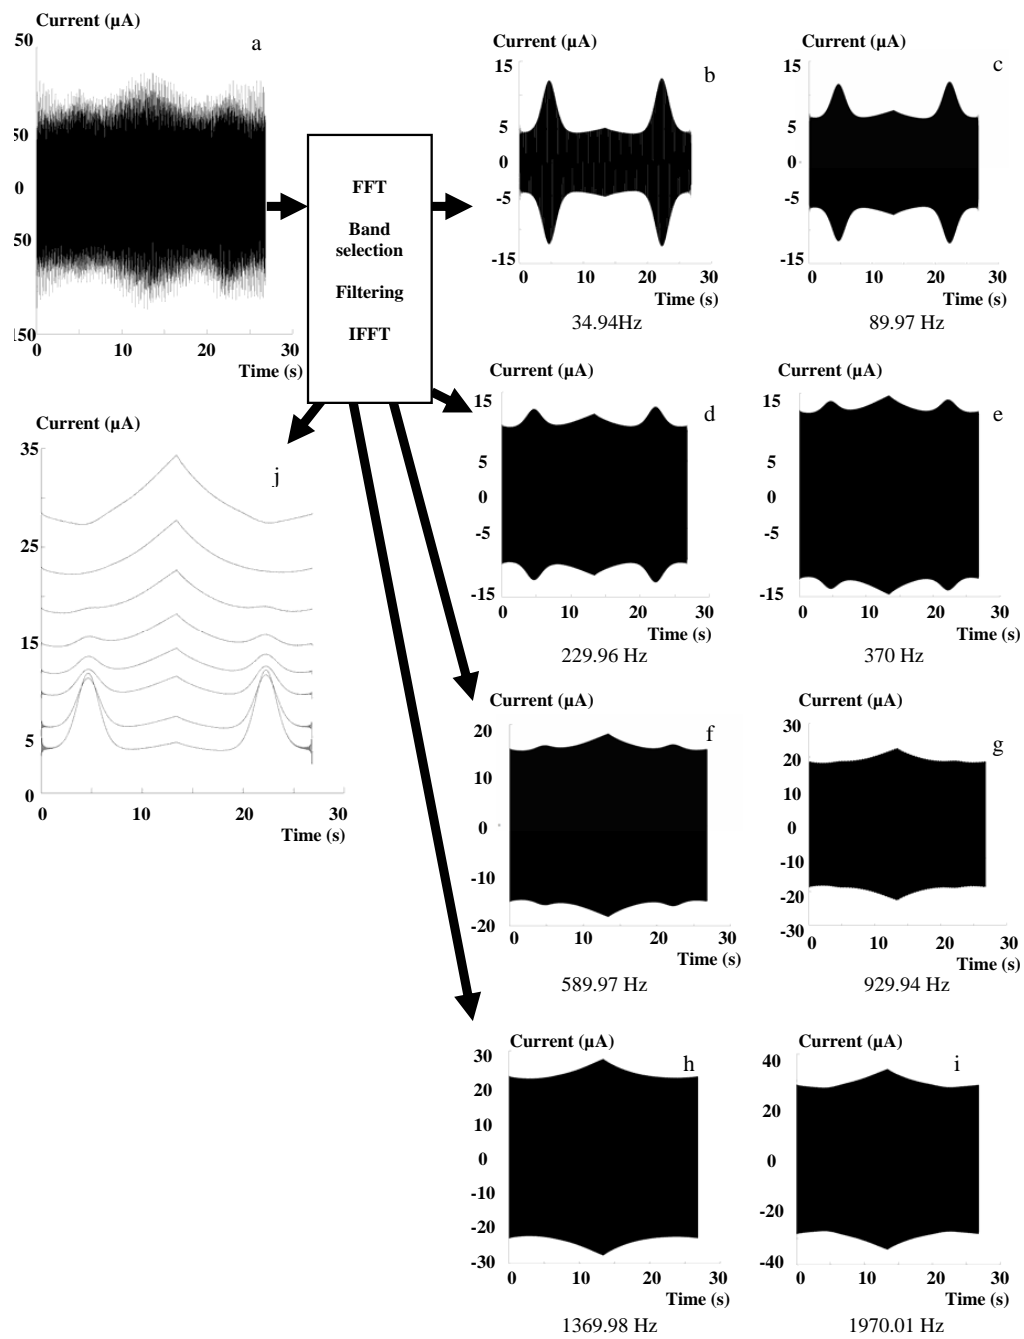 Current (μA)
a
50
50
0
50
150
0
10
20
30
Time (s)
FFT
Band
selection
Filtering
IFFT
Current (μA)
b
15
5
0
-5
-15
0
10
20
30
Time (s)
34.94Hz
Current (μA)
c
15
5
0
-5
-15
0
10
20
30
Time (s)
89.97 Hz
Current (μA)
d
15
5
0
-5
-15
0
10
20
30
Time (s)
229.96 Hz
Current (μA)
e
15
5
0
-5
-15
0
10
20
30
Time (s)
370 Hz
Current (μA)
j
35
25
15
5
0
0
10
20
30
Time (s)
f
20
10
0
-10
-20
0
10
20
30
Time (s)
589.97 Hz
g
30
20
10
0
-10
-20
-30
0
10
20
30
Time (s)
929.94 Hz
Current (μA)
h
30
20
10
0
-10
-20
-30
0
10
20
30
Time (s)
1369.98 Hz
Current (μA)
i
40
20
0
-20
-40
0
10
20
30
Time (s)
1970.01 Hz